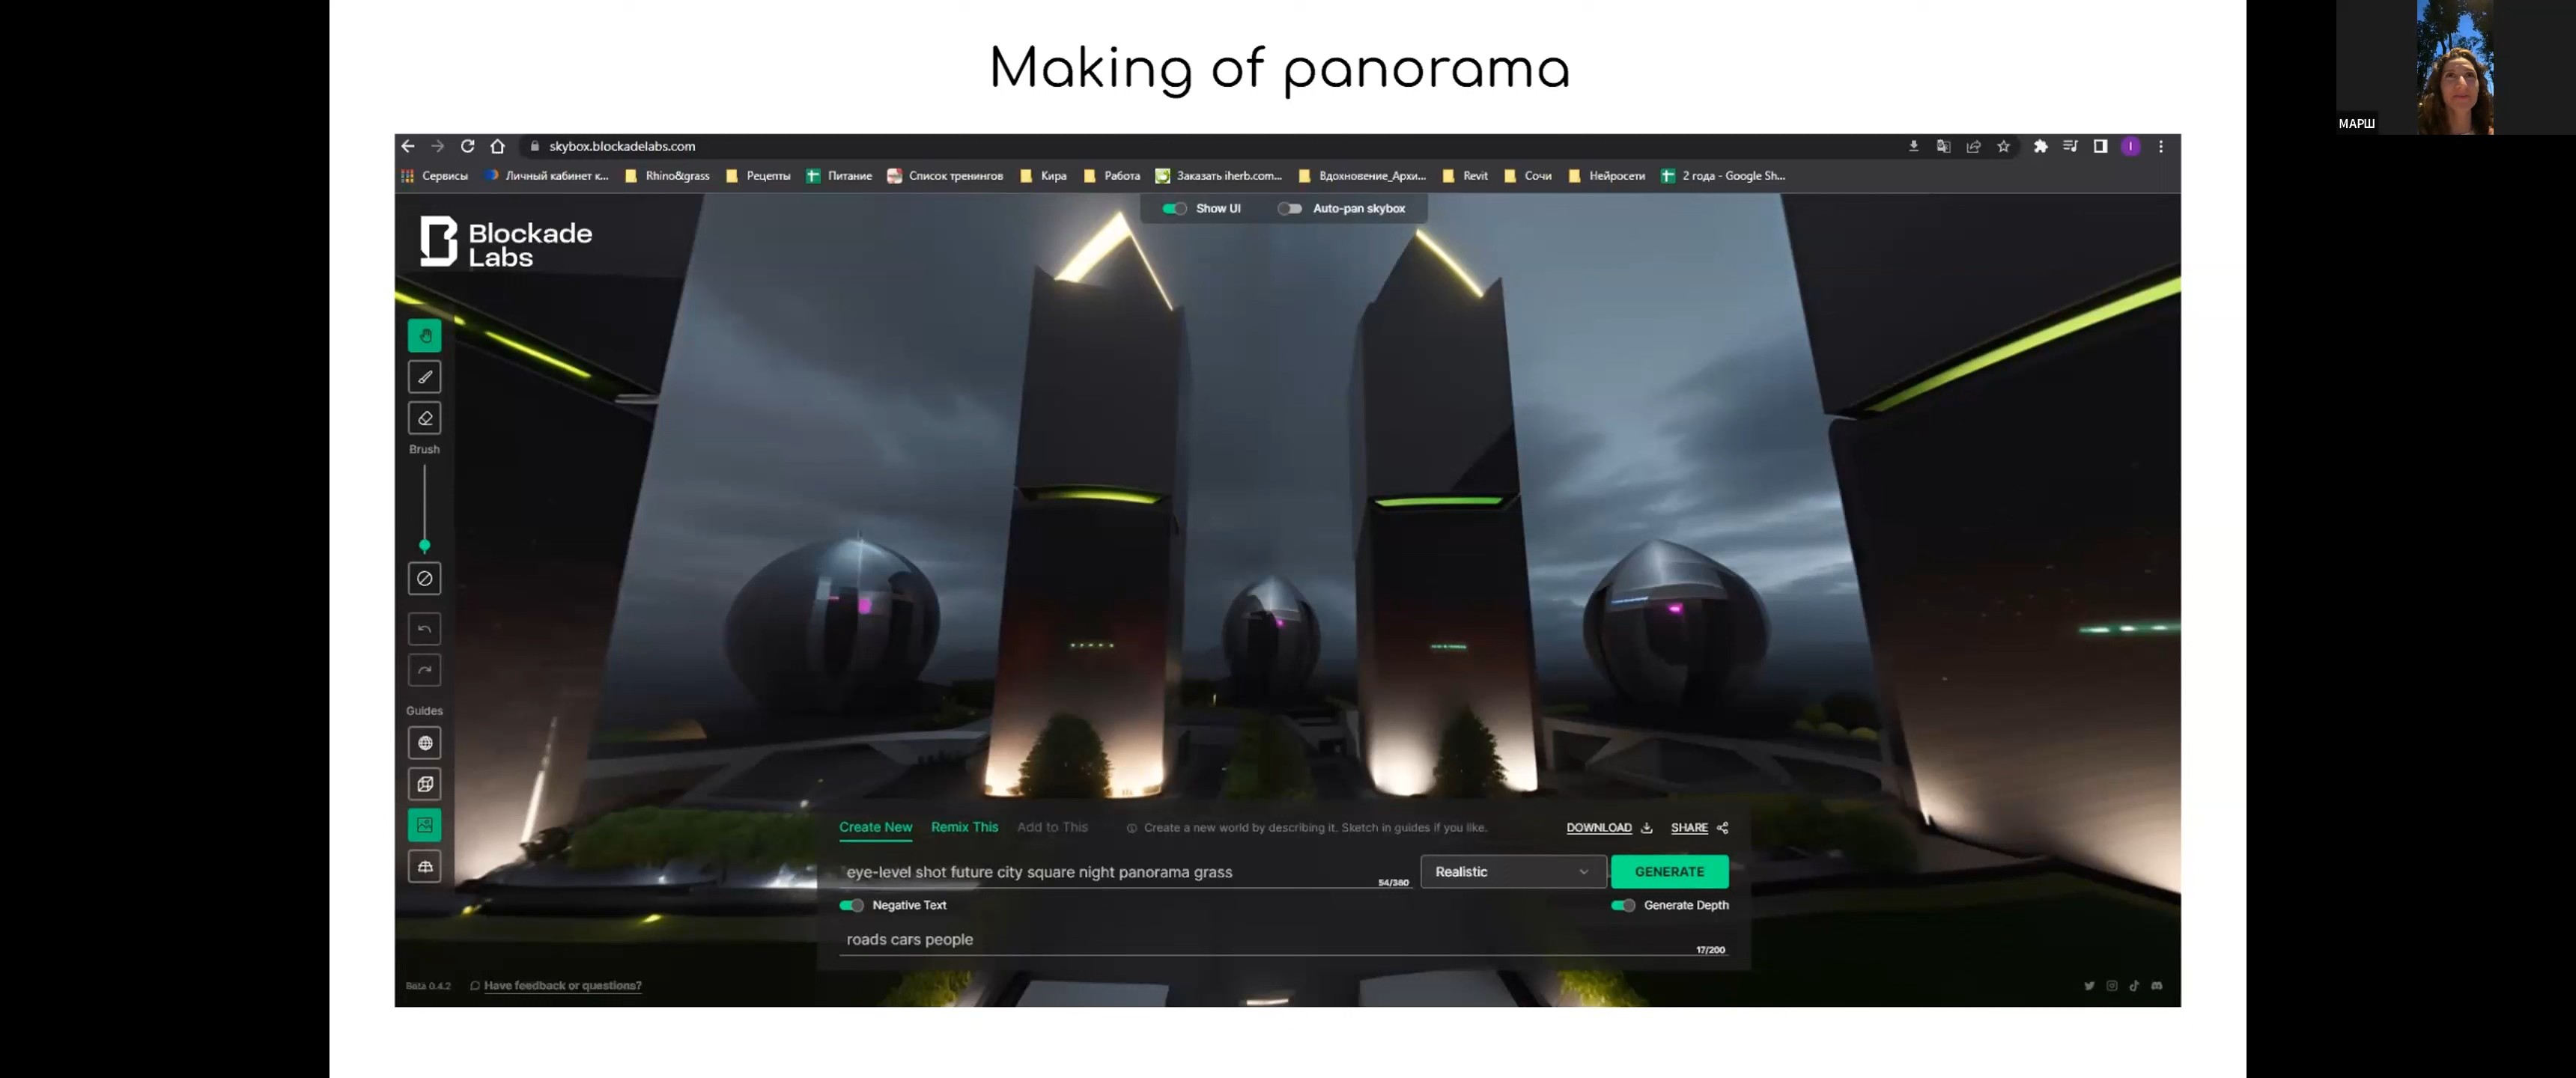 Making of panorama
МАРШ
skybox.blockadelabs.com
Сервисы Личный кабинет к... Rhino&grass Рецепты Питание Список тренингов Кира Работа Заказать iherb.com... Вдохновение_Архи... Revit Сочи Нейросети 2 года - Google Sh...
Show UI Auto-pan skybox
Blockade
Labs
Brush
Guides
Create New Remix This Add to This Create a new world by describing it. Sketch in guides if you like. DOWNLOAD SHARE
eye-level shot future city square night panorama grass 54/360 Realistic GENERATE
Negative Text Generate Depth
roads cars people 17/200
Beta 0.4.2 Have feedback or questions?